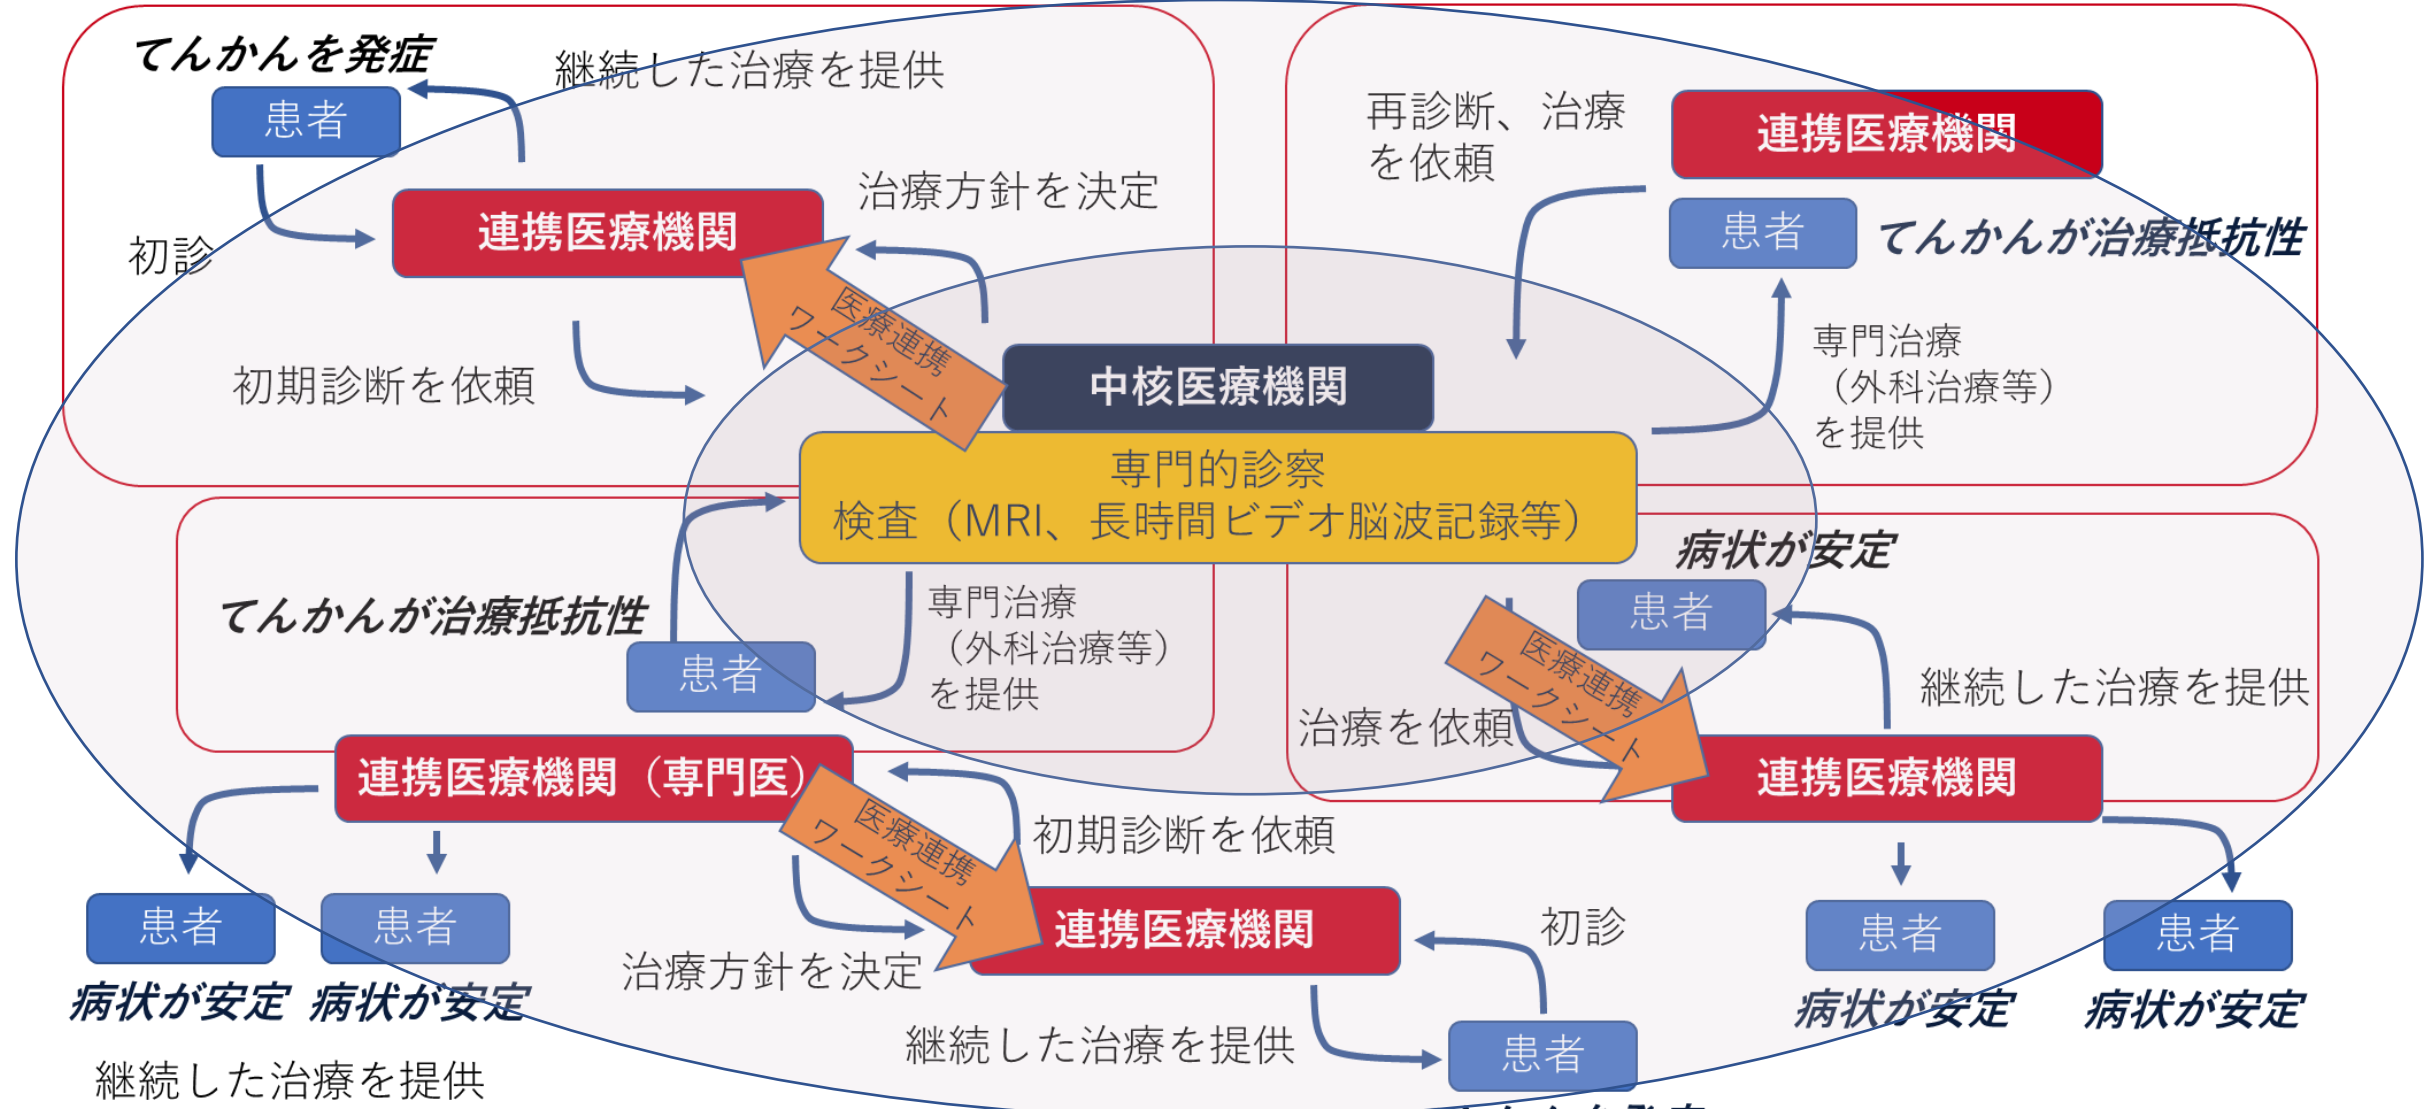 てんかんを発症
患者
継続した治療を提供
初診
連携医療機関
治療方針を決定
初期診断を依頼
医療連携
ワークシート
再診断、治療
を依頼
連携医療機関
患者
てんかんが治療抵抗性
専門治療
（外科治療等）
を提供
中核医療機関
専門的診察
検査（MRI、長時間ビデオ脳波記録等）
てんかんが治療抵抗性
患者
専門治療
（外科治療等）
を提供
病状が安定
患者
医療連携
ワークシート
治療を依頼
継続した治療を提供
連携医療機関
患者
患者
病状が安定
病状が安定
連携医療機関（専門医）
患者
患者
病状が安定
病状が安定
継続した治療を提供
医療連携
ワークシート
初期診断を依頼
治療方針を決定
連携医療機関
初診
継続した治療を提供
患者